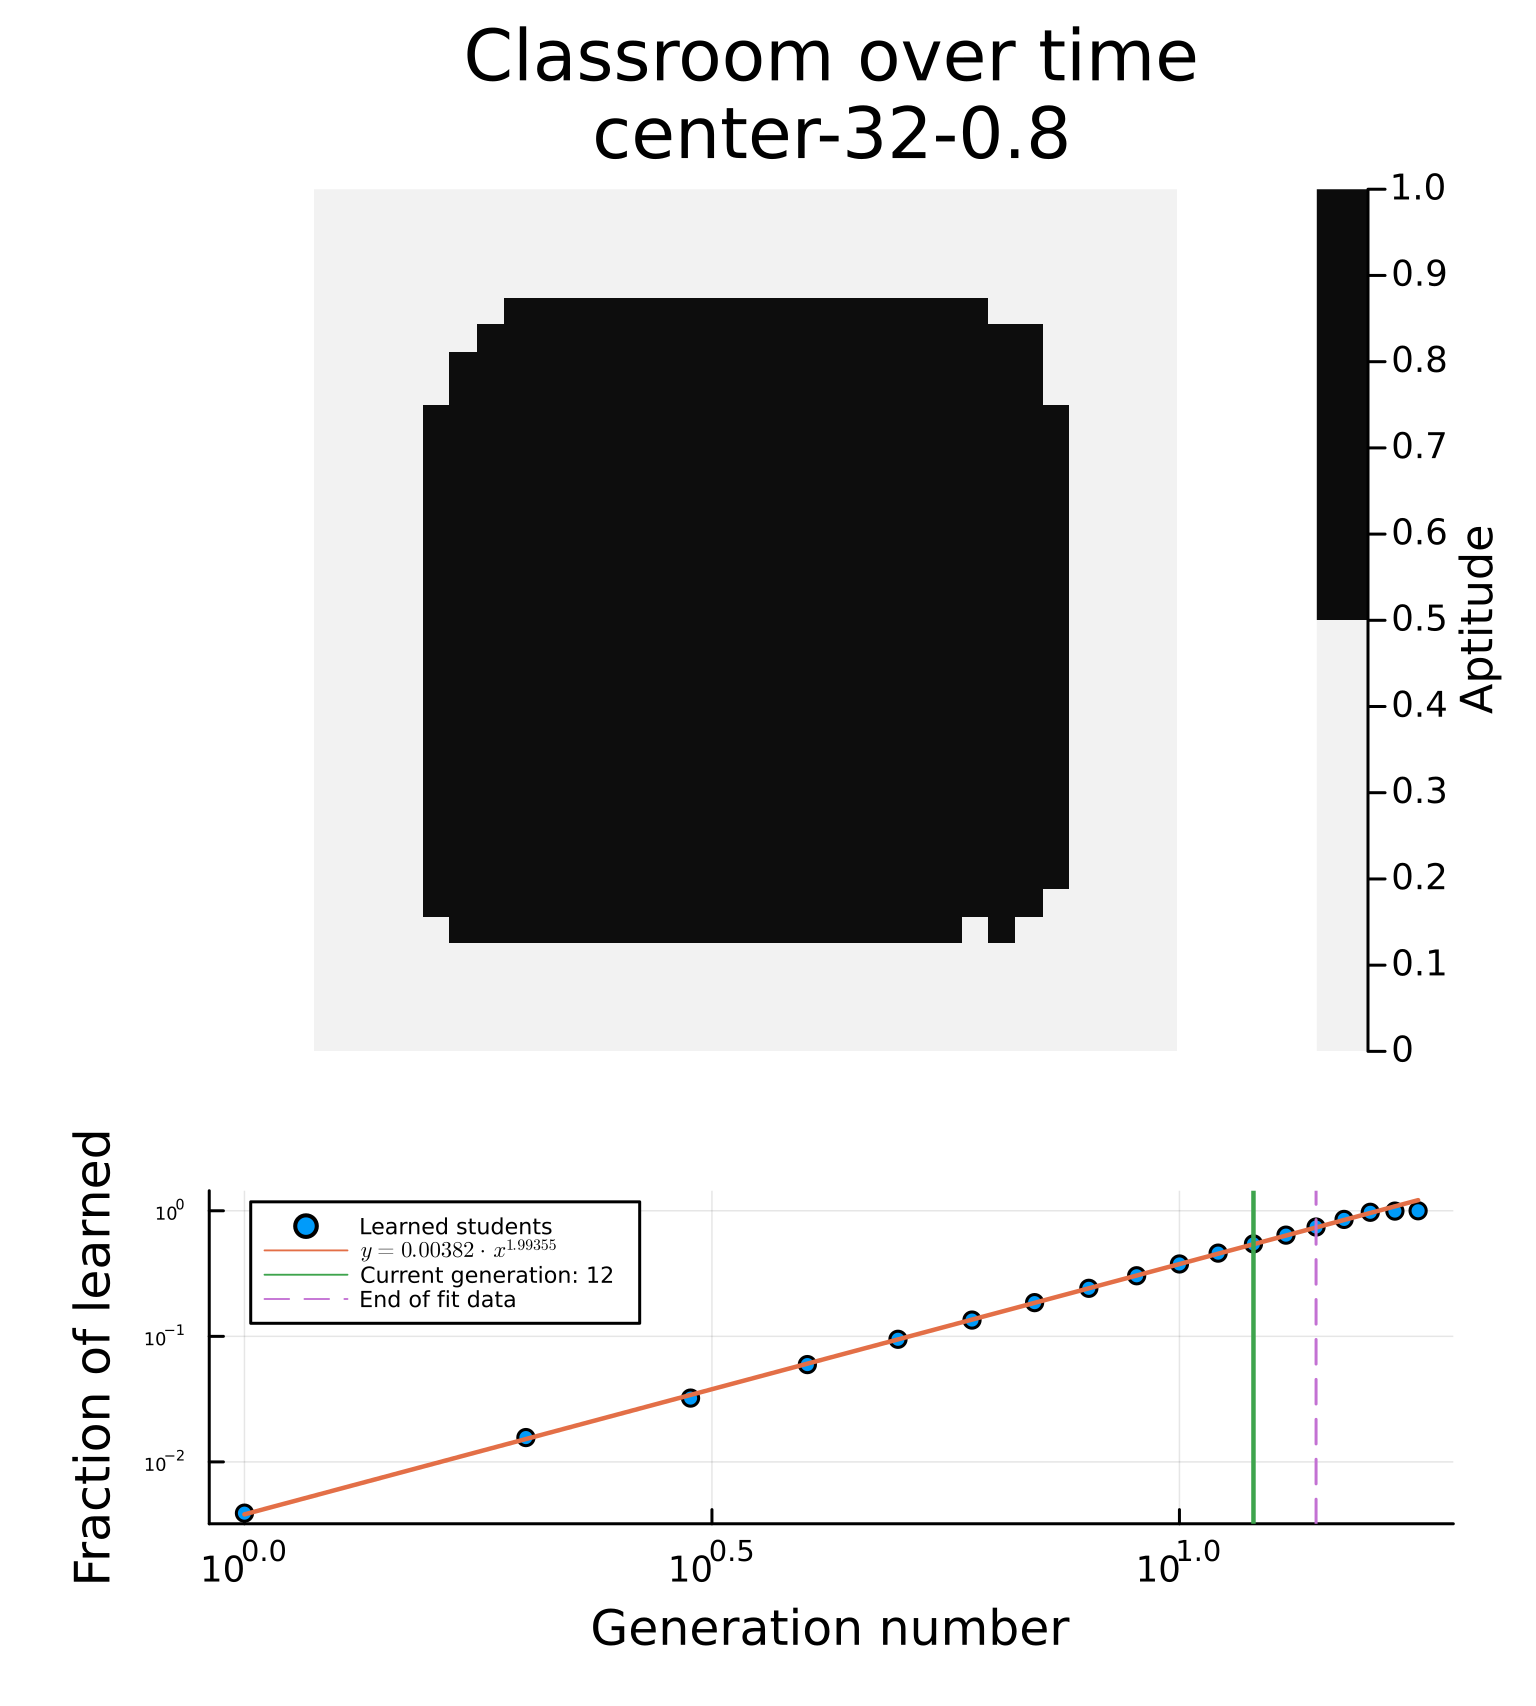 Classroom over time
center-32-0.8
1.0
0.9
0.8
0.7
0.6
0.5
0.4
0.3
0.2
0.1
0
Aptitude
Fraction of learned
10⁰
10⁻¹
10⁻²
Learned students
y = 0.00382 · x^1.99355
Current generation: 12
End of fit data
10^0.0
10^0.5
10^1.0
Generation number